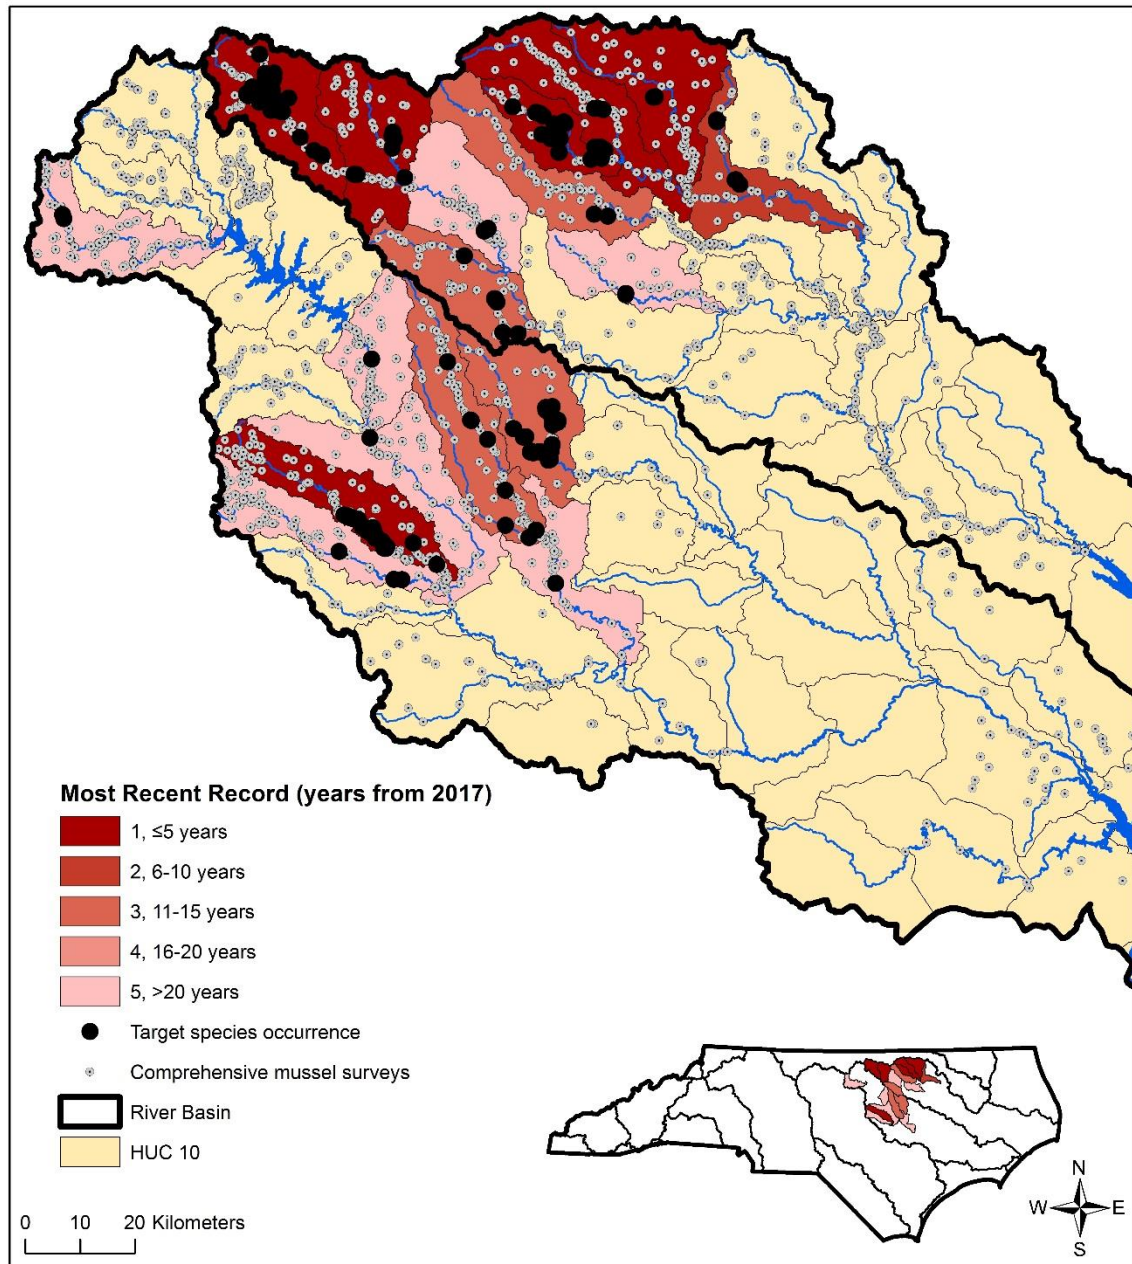 Most Recent Record (years from 2017)
1, ≤5 years
2, 6-10 years
3, 11-15 years
4, 16-20 years
5, >20 years
Target species occurrence
Comprehensive mussel surveys
River Basin
HUC 10
0 10 20 Kilometers
N
W E
S